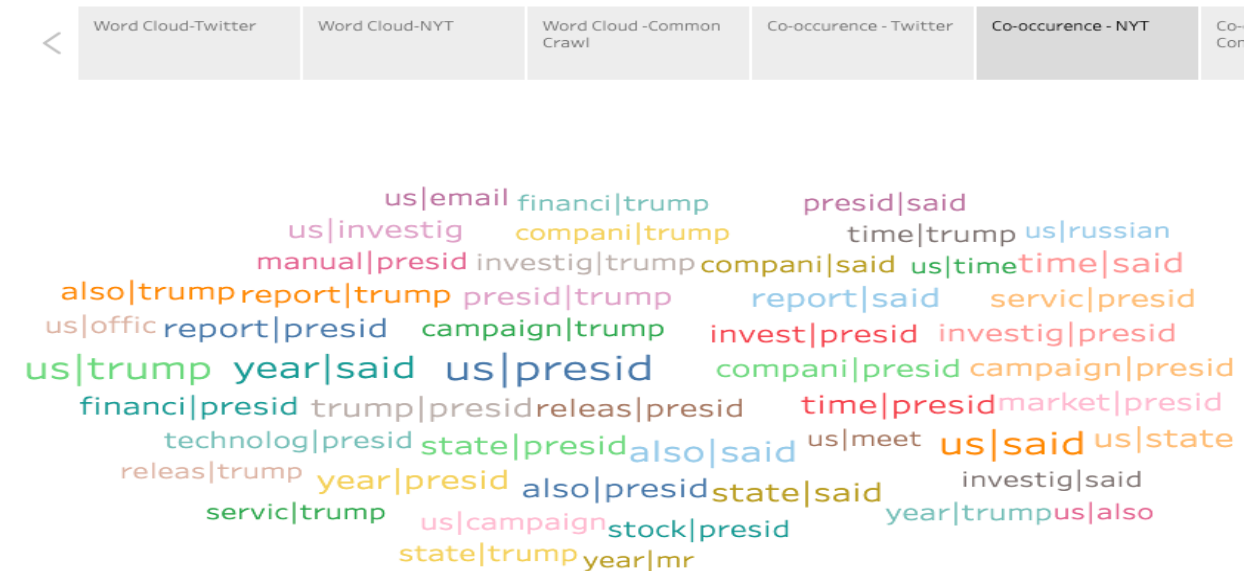 Word Cloud-Twitter
Word Cloud-NYT
Word Cloud -Common
Crawl
Co-occurence - Twitter
Co-occurence - NYT
us|email financi|trump presid|said
us|investig compani|trump time|trump us|russian
manual|presid investig|trump compani|said us|time time|said
also|trump report|trump presid|trump report|said servic|presid
us|offic report|presid campaign|trump invest|presid investig|presid
us|trump year|said us|presid compani|presid campaign|presid
financi|presid trump|presid releas|presid time|presid market|presid
technolog|presid state|presid also|said us|meet us|said us|state
releas|trump year|presid also|presid state|said investig|said
servic|trump us|campaign stock|presid year|trump us|also
state|trump year|mr